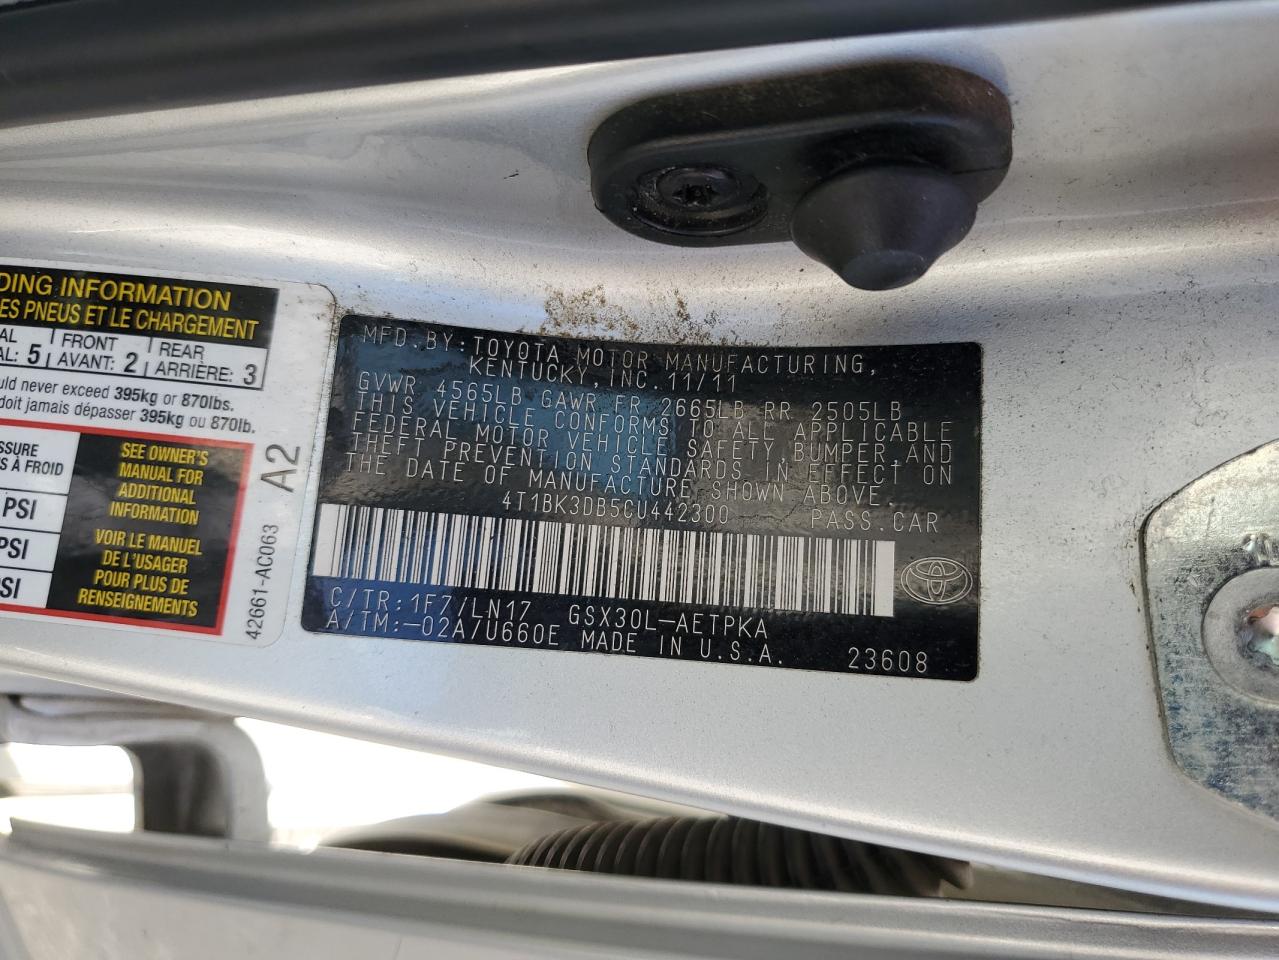 DING INFORMATION
ES PNEUS ET LE CHARGEMENT
AL FRONT REAR
AL: 5 AVANT: 2 ARRIÈRE: 3
uld never exceed 395kg or 870lbs.
doit jamais dépasser 395kg ou 870lb.
SSURE
S À FROID
PSI
PSI
PSI
SEE OWNER'S
MANUAL FOR
ADDITIONAL
INFORMATION
VOIR LE MANUEL
DE L'USAGER
POUR PLUS DE
RENSEIGNEMENTS
A2
42661-AC063
MFD. BY: TOYOTA MOTOR MANUFACTURING,
KENTUCKY, INC. 11/11
GVWR 4565LB GAWR FR 2665LB RR 2505LB
THIS VEHICLE CONFORMS TO ALL APPLICABLE
FEDERAL MOTOR VEHICLE SAFETY, BUMPER, AND
THEFT PREVENTION STANDARDS IN EFFECT ON
THE DATE OF MANUFACTURE SHOWN ABOVE.
4T1BK3DB5CU442300 PASS.CAR
C/TR: 1F7/LN17 GSX30L-AETPKA
A/TM: -02A/U660E MADE IN U.S.A. 23608